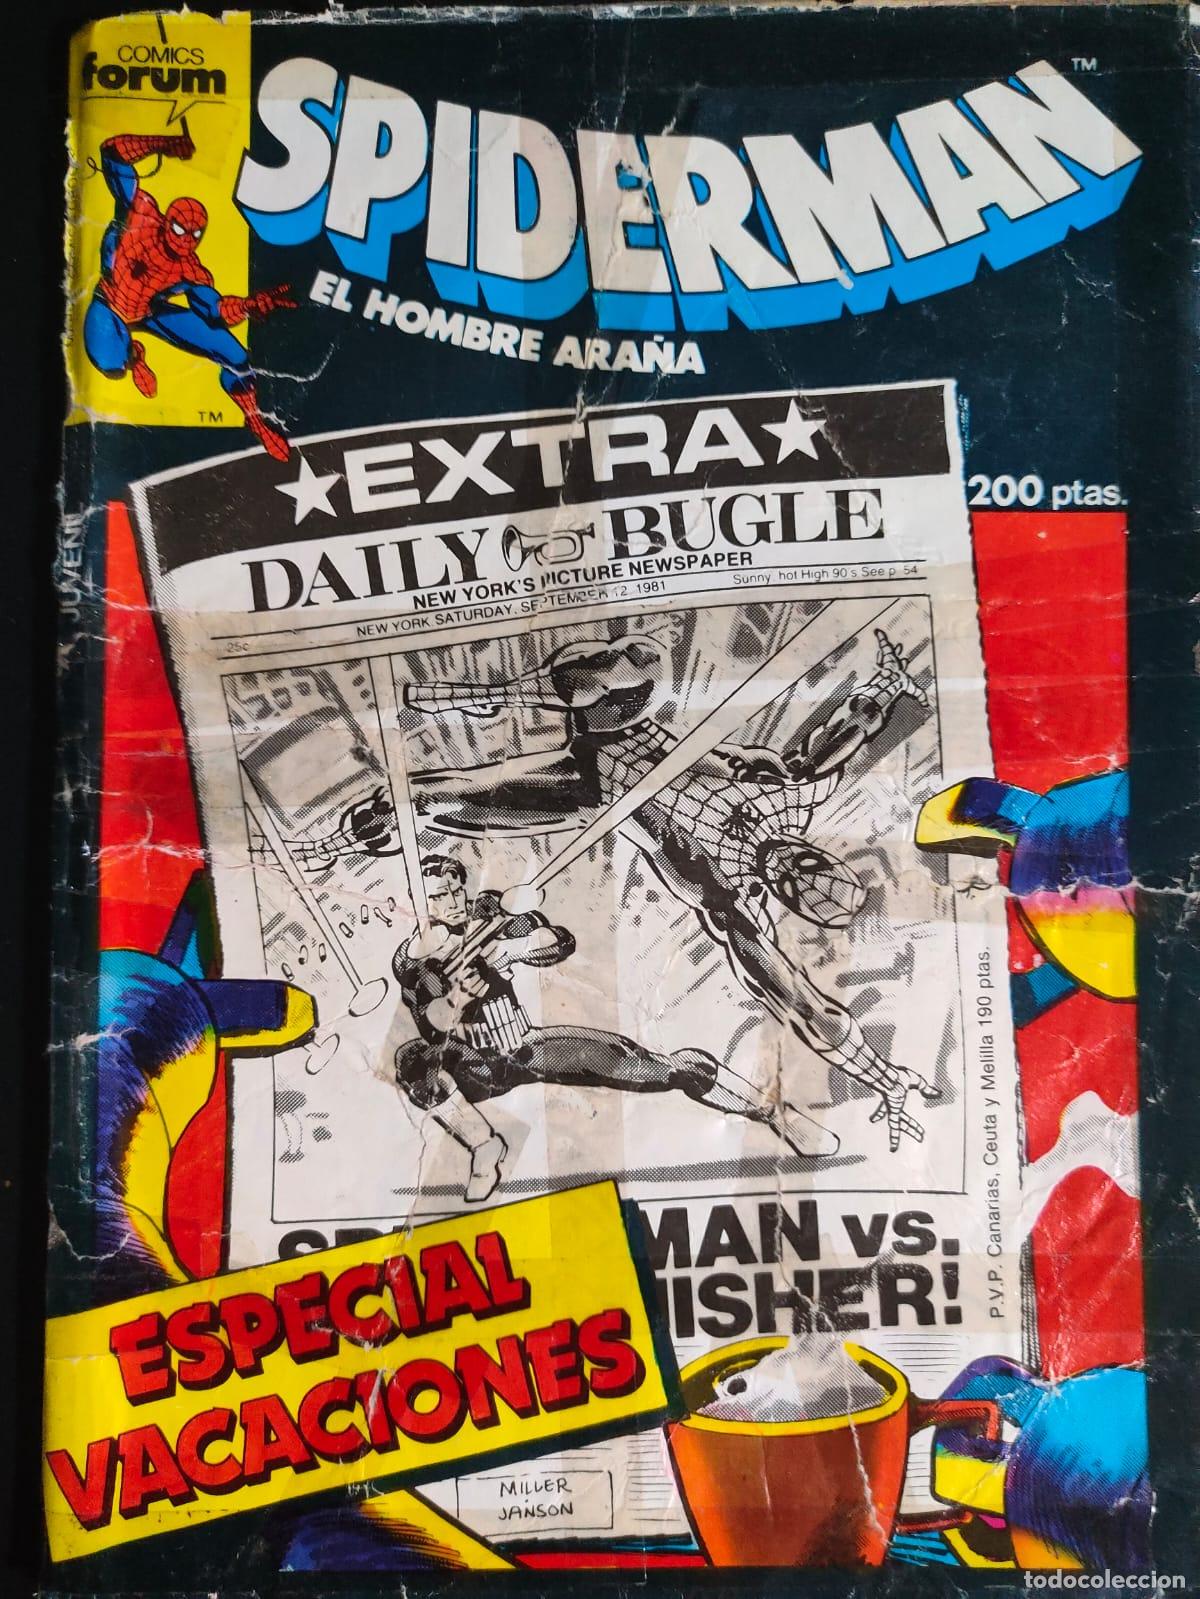 COMICS
forum
SPIDERMAN
TM
EL HOMBRE ARAÑA
TM
EXTRA
200 ptas.
DAILY BUGLE
NEW YORK'S PICTURE NEWSPAPER
25c NEW YORK SATURDAY, SEPTEMBER 12 1981 Sunny, hot High 90's See p. 54
JUVENIL
MAN vs.
ISHER!
P.V.P. Canarias, Ceuta y Melilla 190 ptas.
ESPECIAL
VACACIONES
MILLER
JANSON
todocoleccion